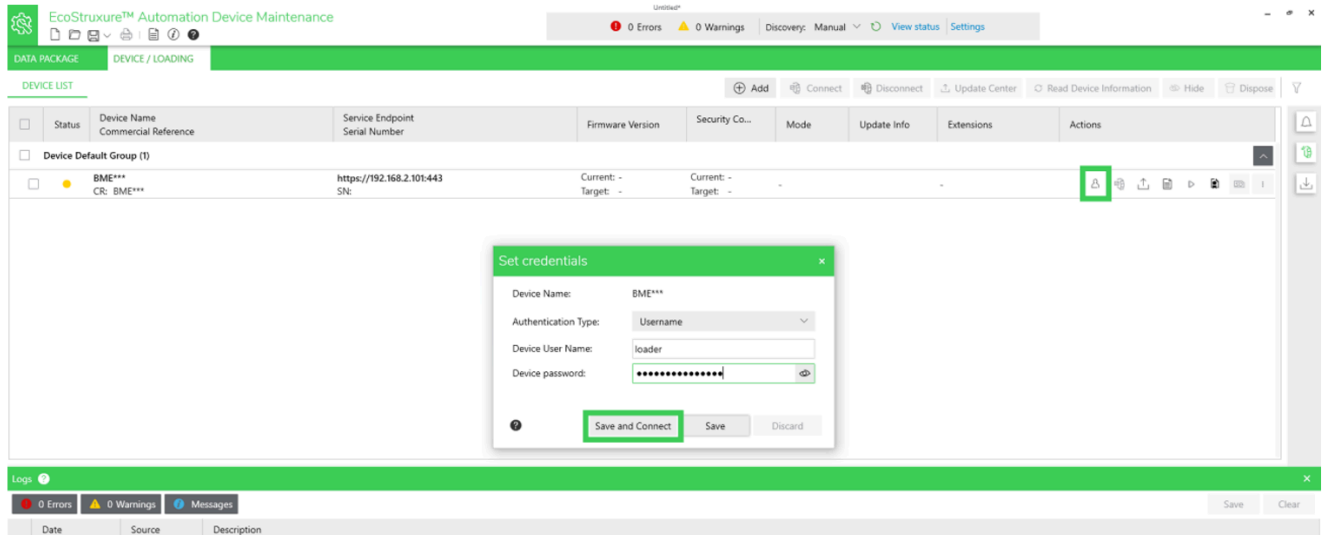 Untitled*
EcoStruxure™ Automation Device Maintenance
0 Errors 0 Warnings Discovery: Manual View status Settings
DATA PACKAGE DEVICE / LOADING
DEVICE LIST
Add Connect Disconnect Update Center Read Device Information Hide Dispose
Status Device Name Service Endpoint Firmware Version Security Co... Mode Update Info Extensions Actions
Commercial Reference Serial Number
Device Default Group (1)
BME*** https://192.168.2.101:443 Current: - Current: -
CR: BME*** SN: Target: - Target: - - -
Set credentials
Device Name: BME***
Authentication Type: Username
Device User Name: loader
Device password: •••••••••••••••
Save and Connect Save Discard
Logs
0 Errors 0 Warnings Messages Save Clear
Date Source Description